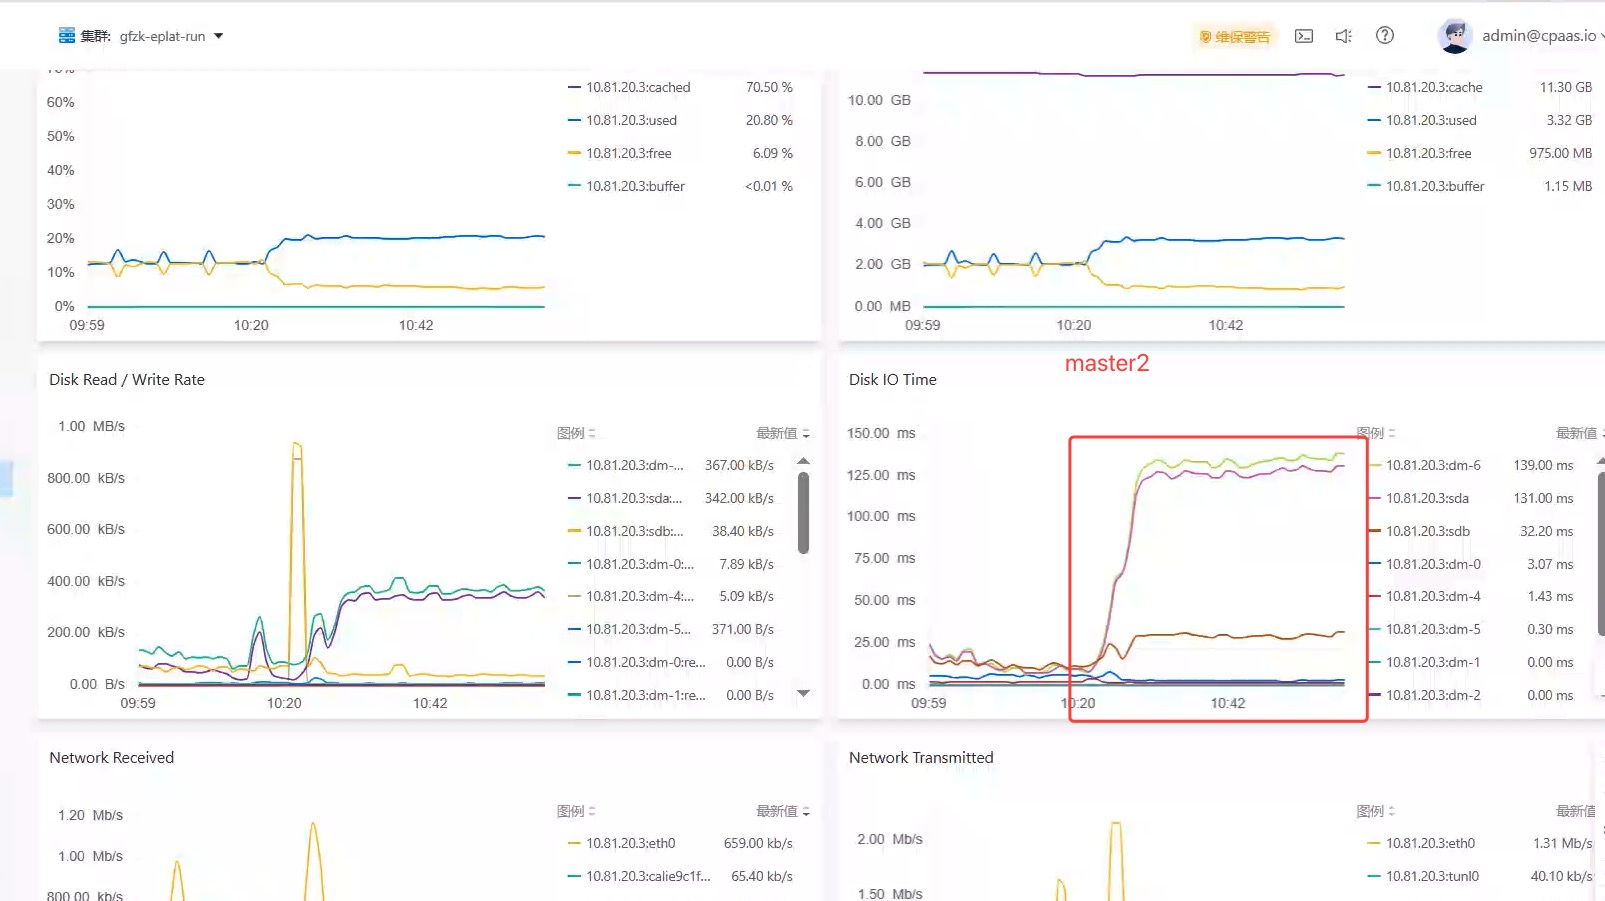 集群: gfzk-eplat-run
维保警告
admin@cpaas.io
60%
50%
40%
30%
20%
10%
0%
09:59 10:20 10:42
10.81.20.3:cached 70.50 %
10.81.20.3:used 20.80 %
10.81.20.3:free 6.09 %
10.81.20.3:buffer <0.01 %
10.00 GB
8.00 GB
6.00 GB
4.00 GB
2.00 GB
0.00 MB
09:59 10:20 10:42
10.81.20.3:cache 11.30 GB
10.81.20.3:used 3.32 GB
10.81.20.3:free 975.00 MB
10.81.20.3:buffer 1.15 MB
master2
Disk Read / Write Rate
1.00 MB/s
800.00 kB/s
600.00 kB/s
400.00 kB/s
200.00 kB/s
0.00 B/s
09:59 10:20 10:42
图例 最新值
10.81.20.3:dm-... 367.00 kB/s
10.81.20.3:sda:... 342.00 kB/s
10.81.20.3:sdb:... 38.40 kB/s
10.81.20.3:dm-0:... 7.89 kB/s
10.81.20.3:dm-4:... 5.09 kB/s
10.81.20.3:dm-5... 371.00 B/s
10.81.20.3:dm-0:re... 0.00 B/s
10.81.20.3:dm-1:re... 0.00 B/s
Disk IO Time
150.00 ms
125.00 ms
100.00 ms
75.00 ms
50.00 ms
25.00 ms
0.00 ms
09:59 10:20 10:42
图例 最新值
10.81.20.3:dm-6 139.00 ms
10.81.20.3:sda 131.00 ms
10.81.20.3:sdb 32.20 ms
10.81.20.3:dm-0 3.07 ms
10.81.20.3:dm-4 1.43 ms
10.81.20.3:dm-5 0.30 ms
10.81.20.3:dm-1 0.00 ms
10.81.20.3:dm-2 0.00 ms
Network Received
1.20 Mb/s
1.00 Mb/s
800.00 kb/s
图例 最新值
10.81.20.3:eth0 659.00 kb/s
10.81.20.3:calie9c1f... 65.40 kb/s
Network Transmitted
2.00 Mb/s
1.50 Mb/s
图例 最新值
10.81.20.3:eth0 1.31 Mb/s
10.81.20.3:tunl0 40.10 kb/s